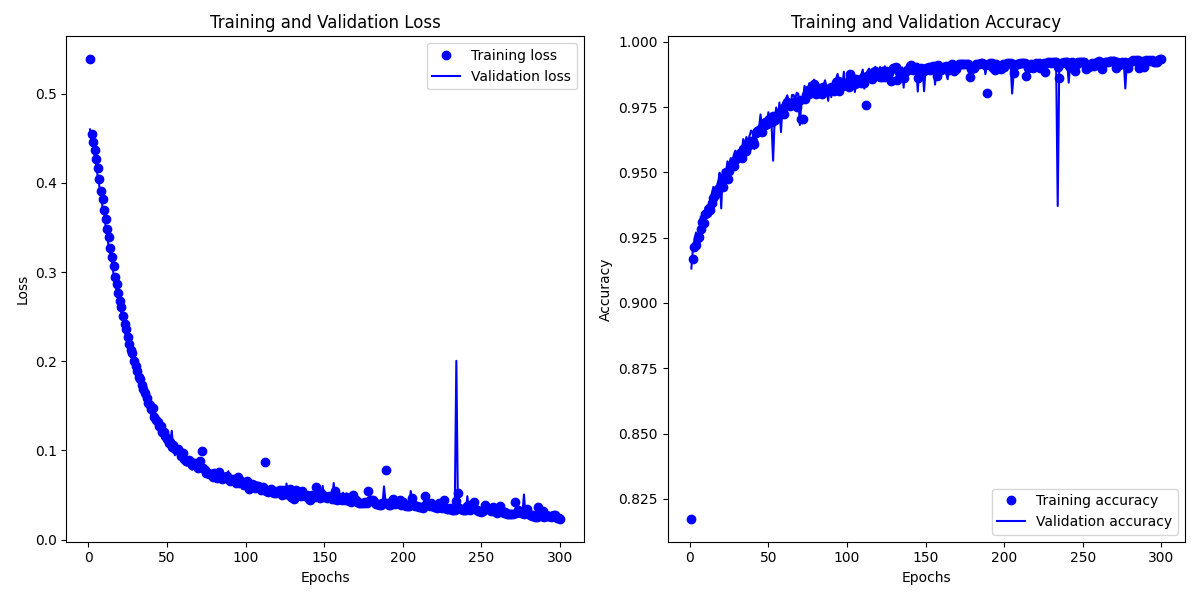 Training and Validation Loss
Training loss
Validation loss
0.5
0.4
0.3
0.2
0.1
0.0
Loss
0 50 100 150 200 250 300
Epochs
Training and Validation Accuracy
1.000
0.975
0.950
0.925
0.900
0.875
0.850
0.825
Accuracy
Training accuracy
Validation accuracy
0 50 100 150 200 250 300
Epochs